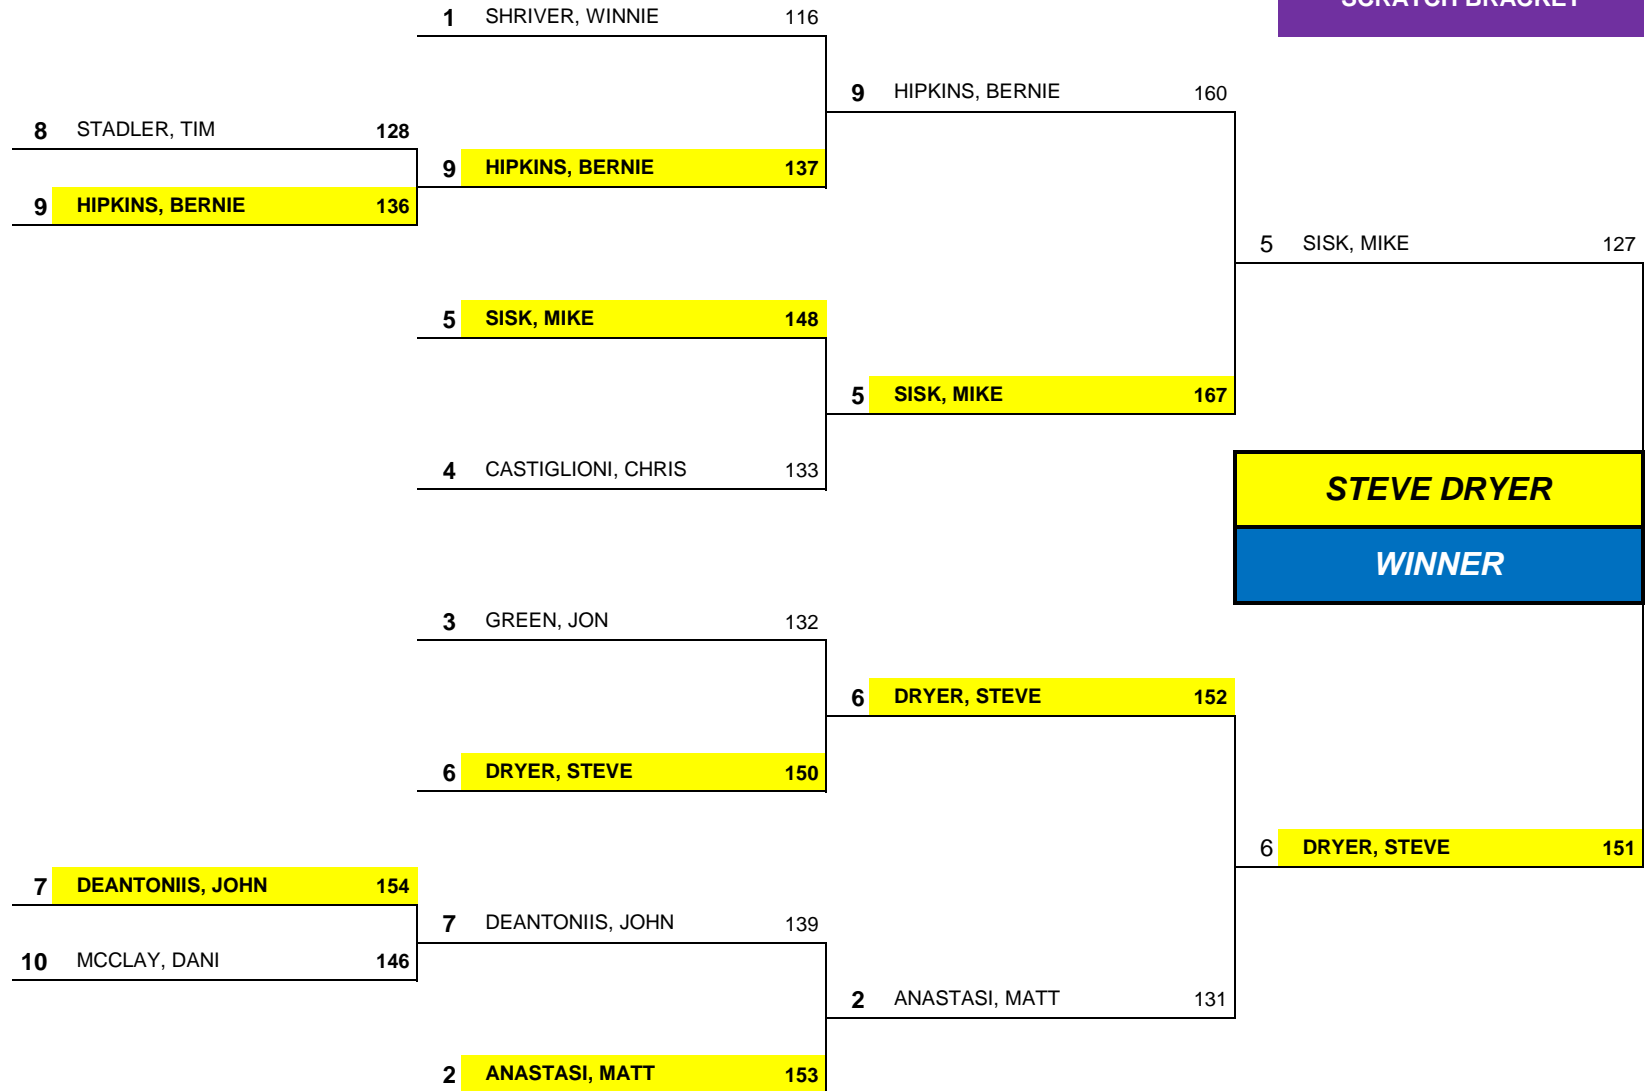 SCRATCH BRACKET
1 SHRIVER, WINNIE 116
9 HIPKINS, BERNIE 160
8 STADLER, TIM 128
9 HIPKINS, BERNIE 137
9 HIPKINS, BERNIE 136
5 SISK, MIKE 127
5 SISK, MIKE 148
5 SISK, MIKE 167
4 CASTIGLIONI, CHRIS 133
STEVE DRYER
WINNER
3 GREEN, JON 132
6 DRYER, STEVE 152
6 DRYER, STEVE 150
6 DRYER, STEVE 151
7 DEANTONIIS, JOHN 154
7 DEANTONIIS, JOHN 139
10 MCCLAY, DANI 146
2 ANASTASI, MATT 131
2 ANASTASI, MATT 153